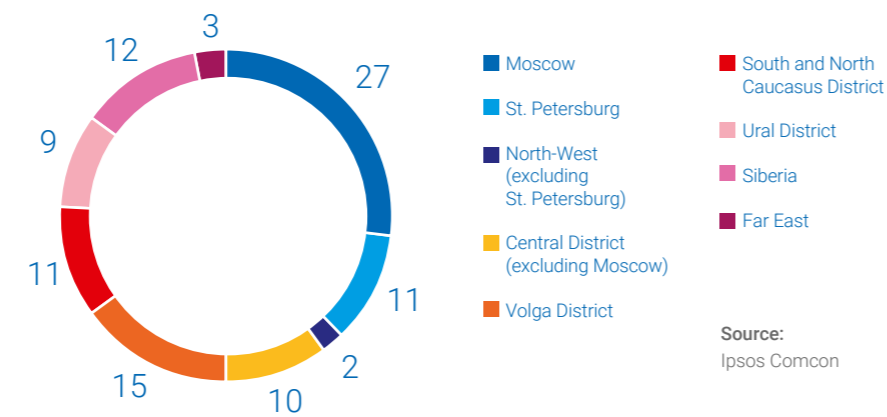 3
12
27
9
11
11
2
15
10
Moscow
St. Petersburg
North-West
(excluding
St. Petersburg)
Central District
(excluding Moscow)
Volga District
South and North
Caucasus District
Ural District
Siberia
Far East
Source:
Ipsos Comcon